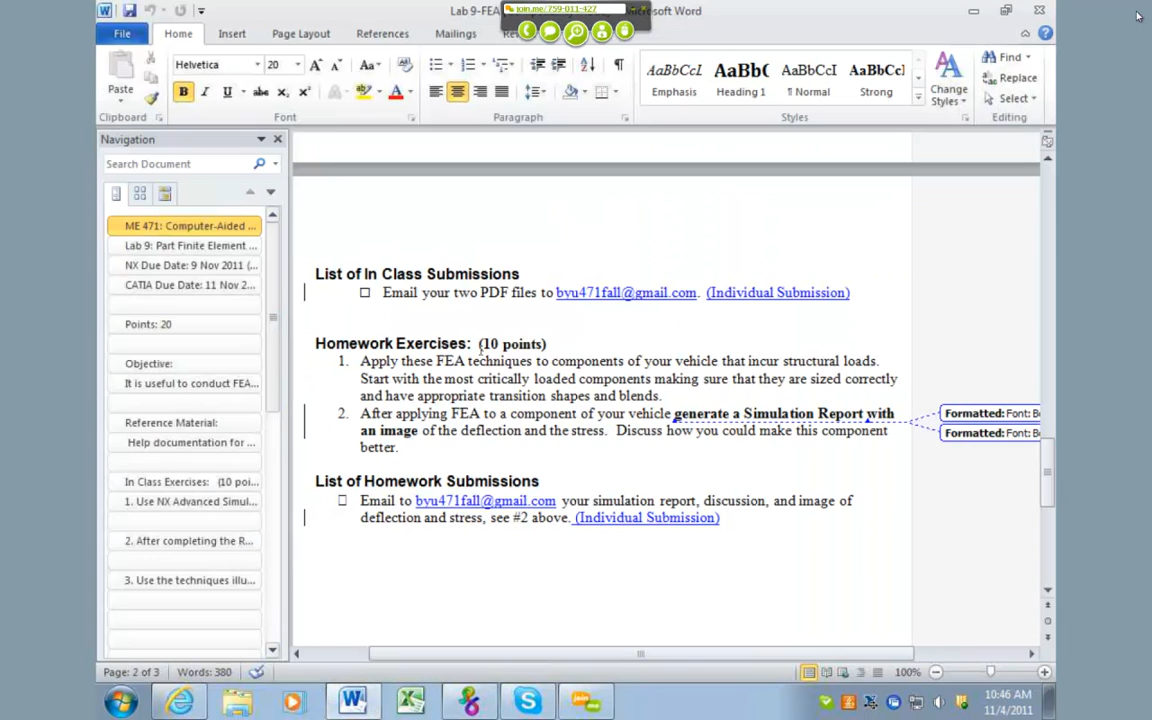 Lab 9-FEA
join.me/759-011-427
Microsoft Word
File
Home
Insert
Page Layout
References
Mailings
Paste
Clipboard
Helvetica
20
Font
Paragraph
AaBbCcI
AaBb(
AaBbCcI
AaBbCcl
Emphasis
Heading 1
¶ Normal
Strong
Change
Styles
Styles
Find
Replace
Select
Editing
Navigation
Search Document
ME 471: Computer-Aided ...
Lab 9: Part Finite Element ...
NX Due Date: 9 Nov 2011 (...
CATIA Due Date: 11 Nov 2...
Points: 20
Objective:
It is useful to conduct FEA...
Reference Material:
Help documentation for ...
In Class Exercises: (10 poi...
1. Use NX Advanced Simul...
2. After completing the R...
3. Use the techniques illu...
List of In Class Submissions
Email your two PDF files to byu471fall@gmail.com. (Individual Submission)
Homework Exercises: (10 points)
1. Apply these FEA techniques to components of your vehicle that incur structural loads.
Start with the most critically loaded components making sure that they are sized correctly
and have appropriate transition shapes and blends.
2. After applying FEA to a component of your vehicle generate a Simulation Report with
an image of the deflection and the stress. Discuss how you could make this component
better.
Formatted: Font: Bo
Formatted: Font: Bo
List of Homework Submissions
Email to byu471fall@gmail.com your simulation report, discussion, and image of
deflection and stress, see #2 above. (Individual Submission)
Page: 2 of 3
Words: 380
100%
10:46 AM
11/4/2011